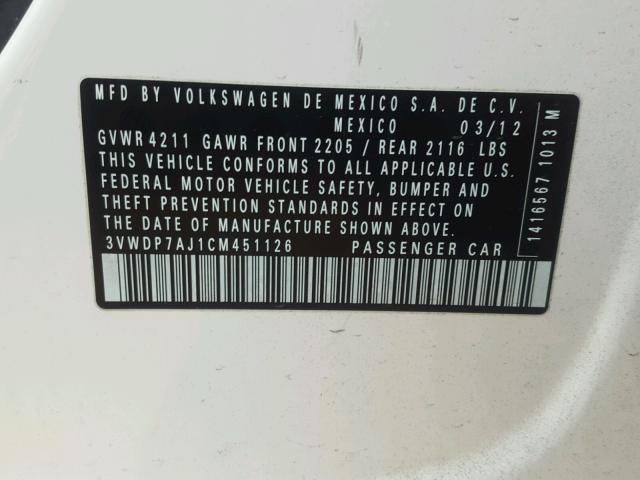 MFD BY VOLKSWAGEN DE MEXICO S.A. DE C.V.
MEXICO 03/12
GVWR 4211 GAWR FRONT 2205 / REAR 2116 LBS
THIS VEHICLE CONFORMS TO ALL APPLICABLE U.S.
FEDERAL MOTOR VEHICLE SAFETY, BUMPER AND
THEFT PREVENTION STANDARDS IN EFFECT ON
THE DATE OF MANUFACTURE SHOWN ABOVE.
3VWDP7AJ1CM451126 PASSENGER CAR
1416567 1013 M